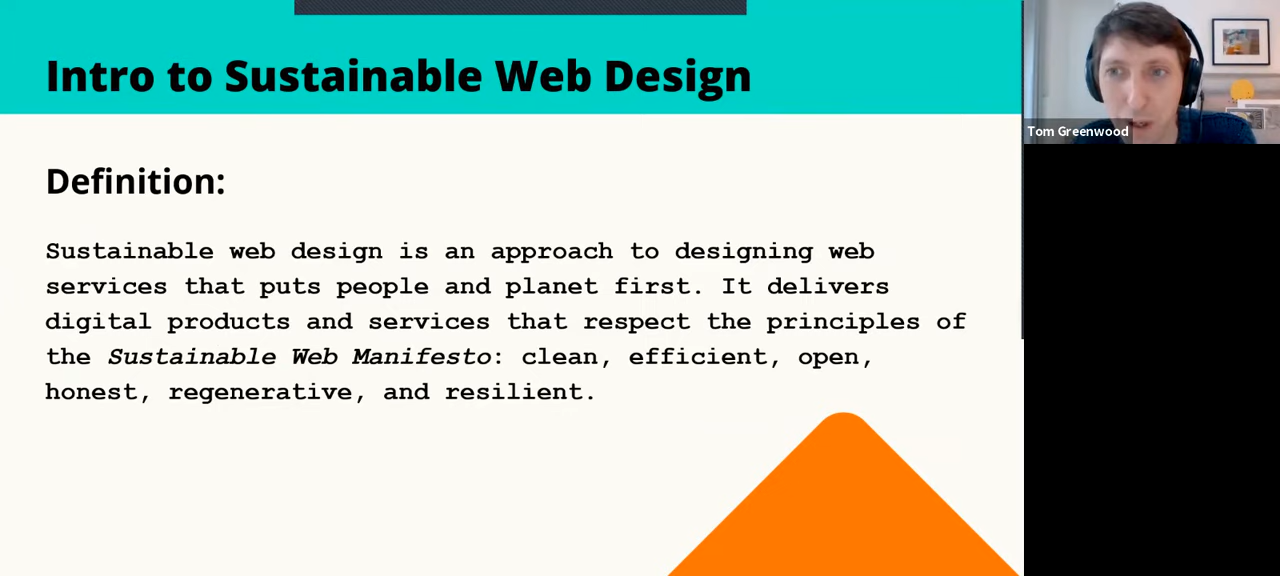 Intro to Sustainable Web Design
Tom Greenwood
Definition:
Sustainable web design is an approach to designing web
services that puts people and planet first. It delivers
digital products and services that respect the principles of
the Sustainable Web Manifesto: clean, efficient, open,
honest, regenerative, and resilient.